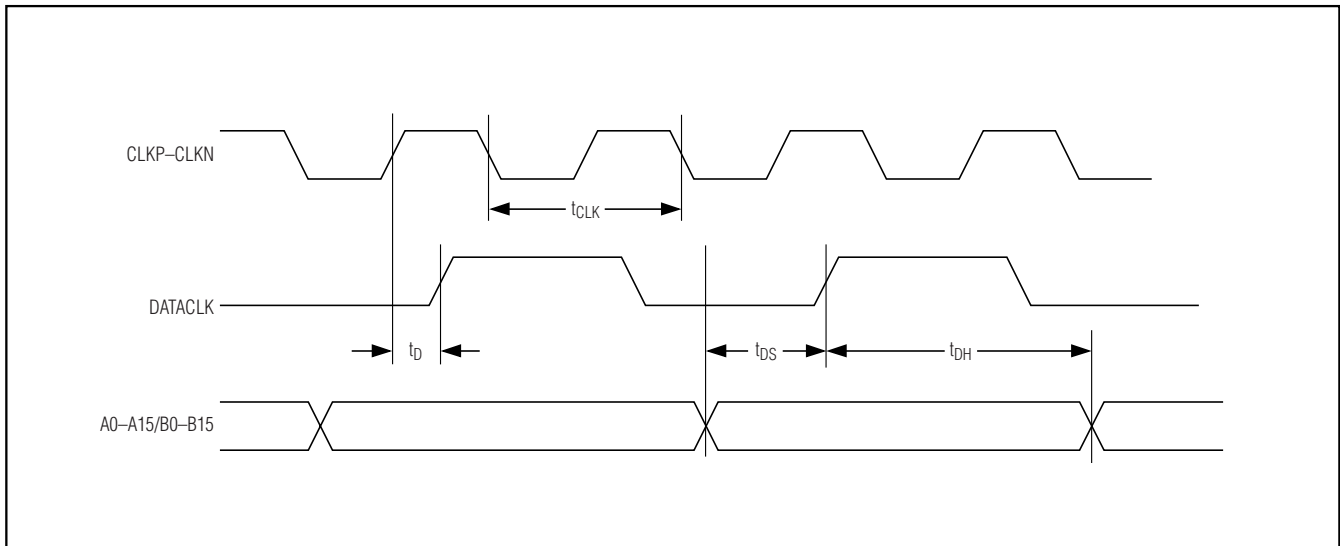 CLKP–CLKN
tCLK
DATACLK
tD
tDS
tDH
A0–A15/B0–B15